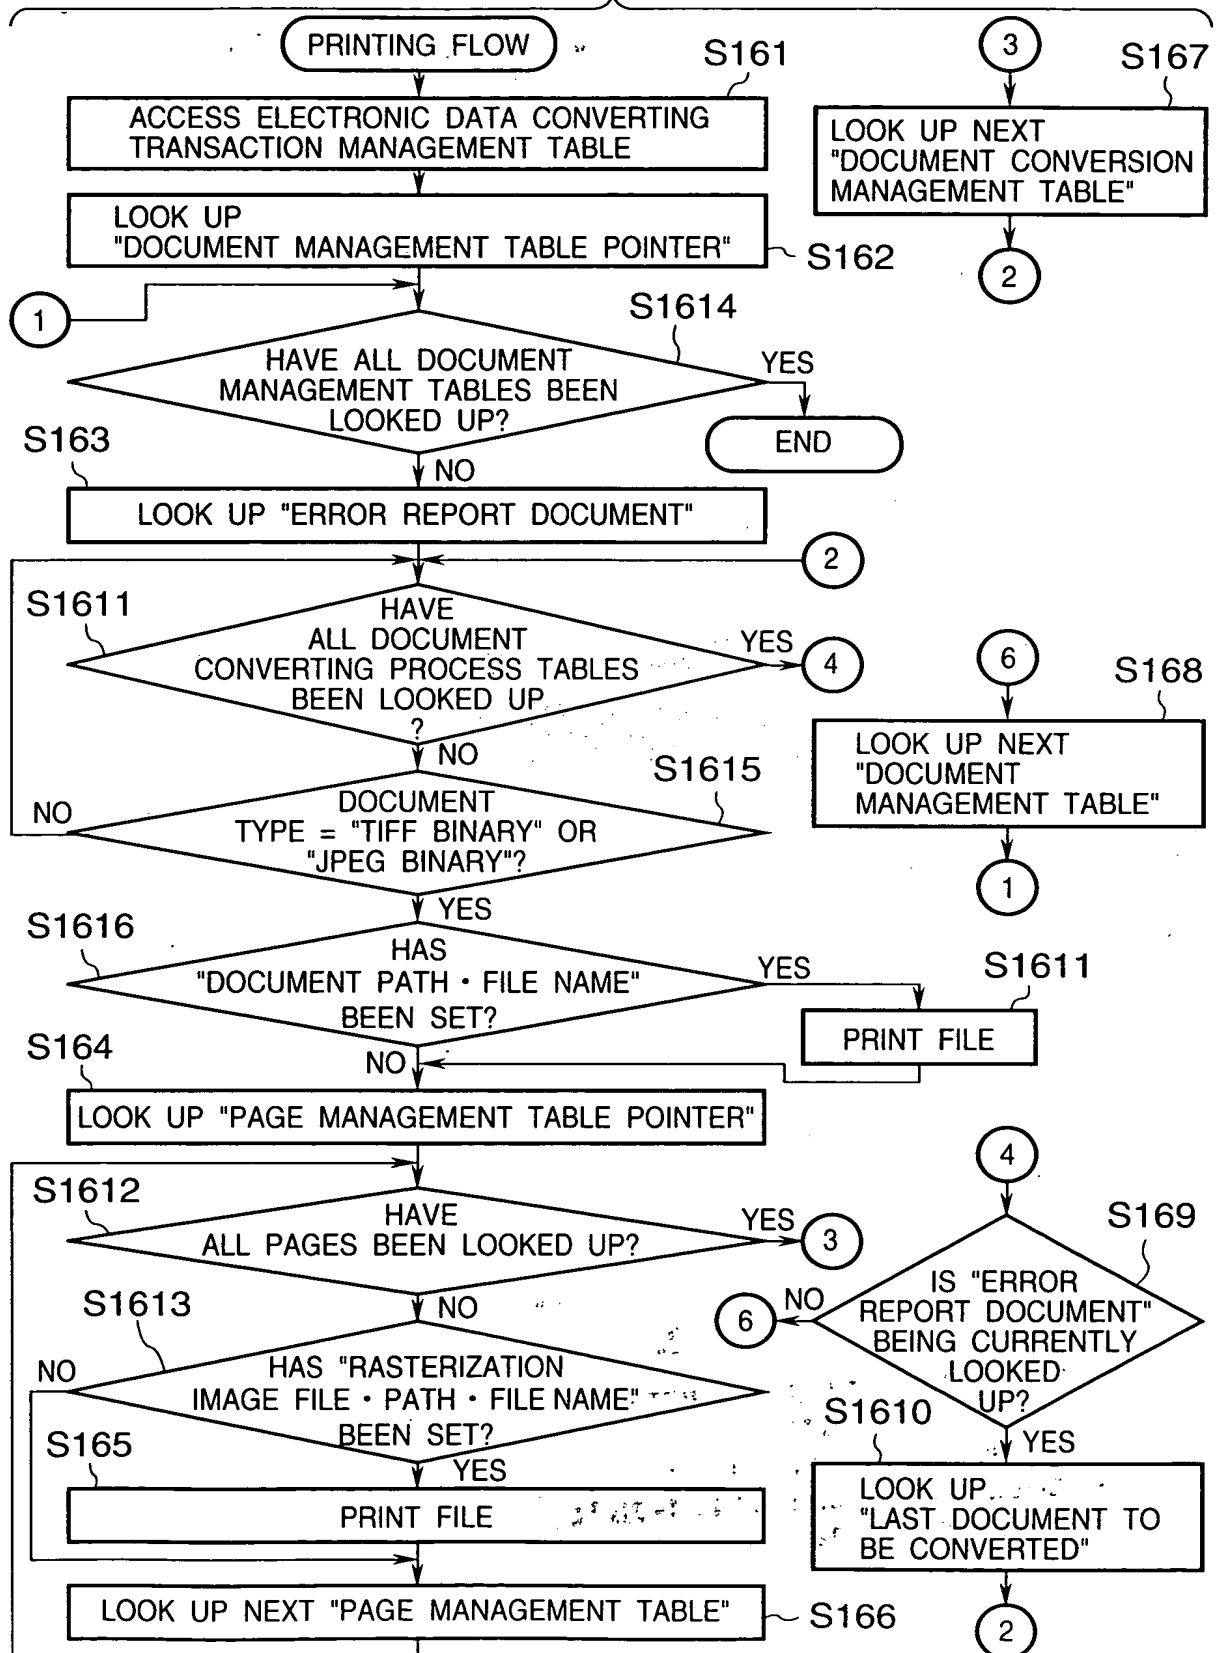 PRINTING FLOW
S161
ACCESS ELECTRONIC DATA CONVERTING
TRANSACTION MANAGEMENT TABLE
LOOK UP
"DOCUMENT MANAGEMENT TABLE POINTER"
S162
1
S1614
HAVE ALL DOCUMENT
MANAGEMENT TABLES BEEN
LOOKED UP?
YES
END
NO
S163
LOOK UP "ERROR REPORT DOCUMENT"
2
S1611
HAVE
ALL DOCUMENT
CONVERTING PROCESS TABLES
BEEN LOOKED UP
?
YES
4
NO
S1615
DOCUMENT
TYPE = "TIFF BINARY" OR
"JPEG BINARY"?
NO
YES
S1616
HAS
"DOCUMENT PATH・FILE NAME"
BEEN SET?
YES
S1611
PRINT FILE
NO
S164
LOOK UP "PAGE MANAGEMENT TABLE POINTER"
S1612
HAVE
ALL PAGES BEEN LOOKED UP?
YES
3
NO
S1613
HAS "RASTERIZATION
IMAGE FILE・PATH・FILE NAME"
BEEN SET?
NO
YES
S165
PRINT FILE
LOOK UP NEXT "PAGE MANAGEMENT TABLE"
S166
3
S167
LOOK UP NEXT
"DOCUMENT CONVERSION
MANAGEMENT TABLE"
2
6
S168
LOOK UP NEXT
"DOCUMENT
MANAGEMENT TABLE"
1
4
S169
IS "ERROR
REPORT DOCUMENT"
BEING CURRENTLY
LOOKED
UP?
NO
6
YES
S1610
LOOK UP
"LAST DOCUMENT TO
BE CONVERTED"
2